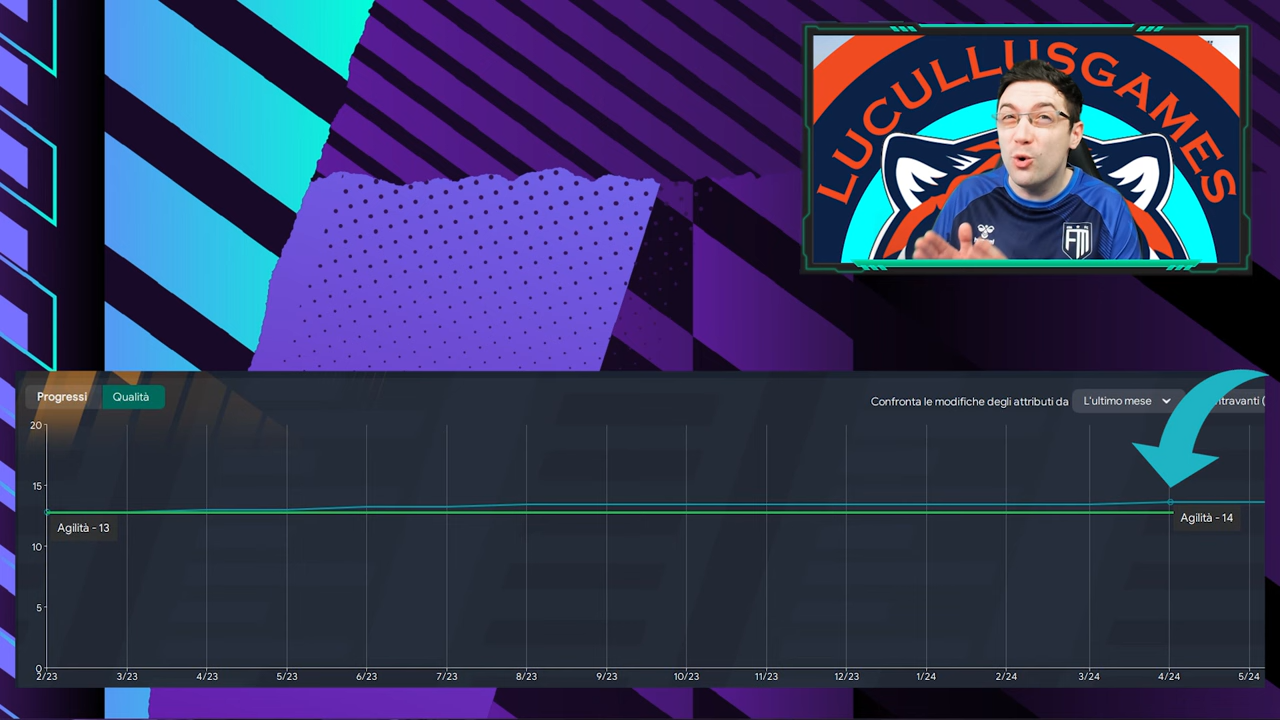 LUCULLUSGAMES
FM
Progressi
Qualità
Confronta le modifiche degli attributi da
L'ultimo mese
20
15
10
5
0
Agilità - 13
Agilità - 14
2/23
3/23
4/23
5/23
6/23
7/23
8/23
9/23
10/23
11/23
12/23
1/24
2/24
3/24
4/24
5/24